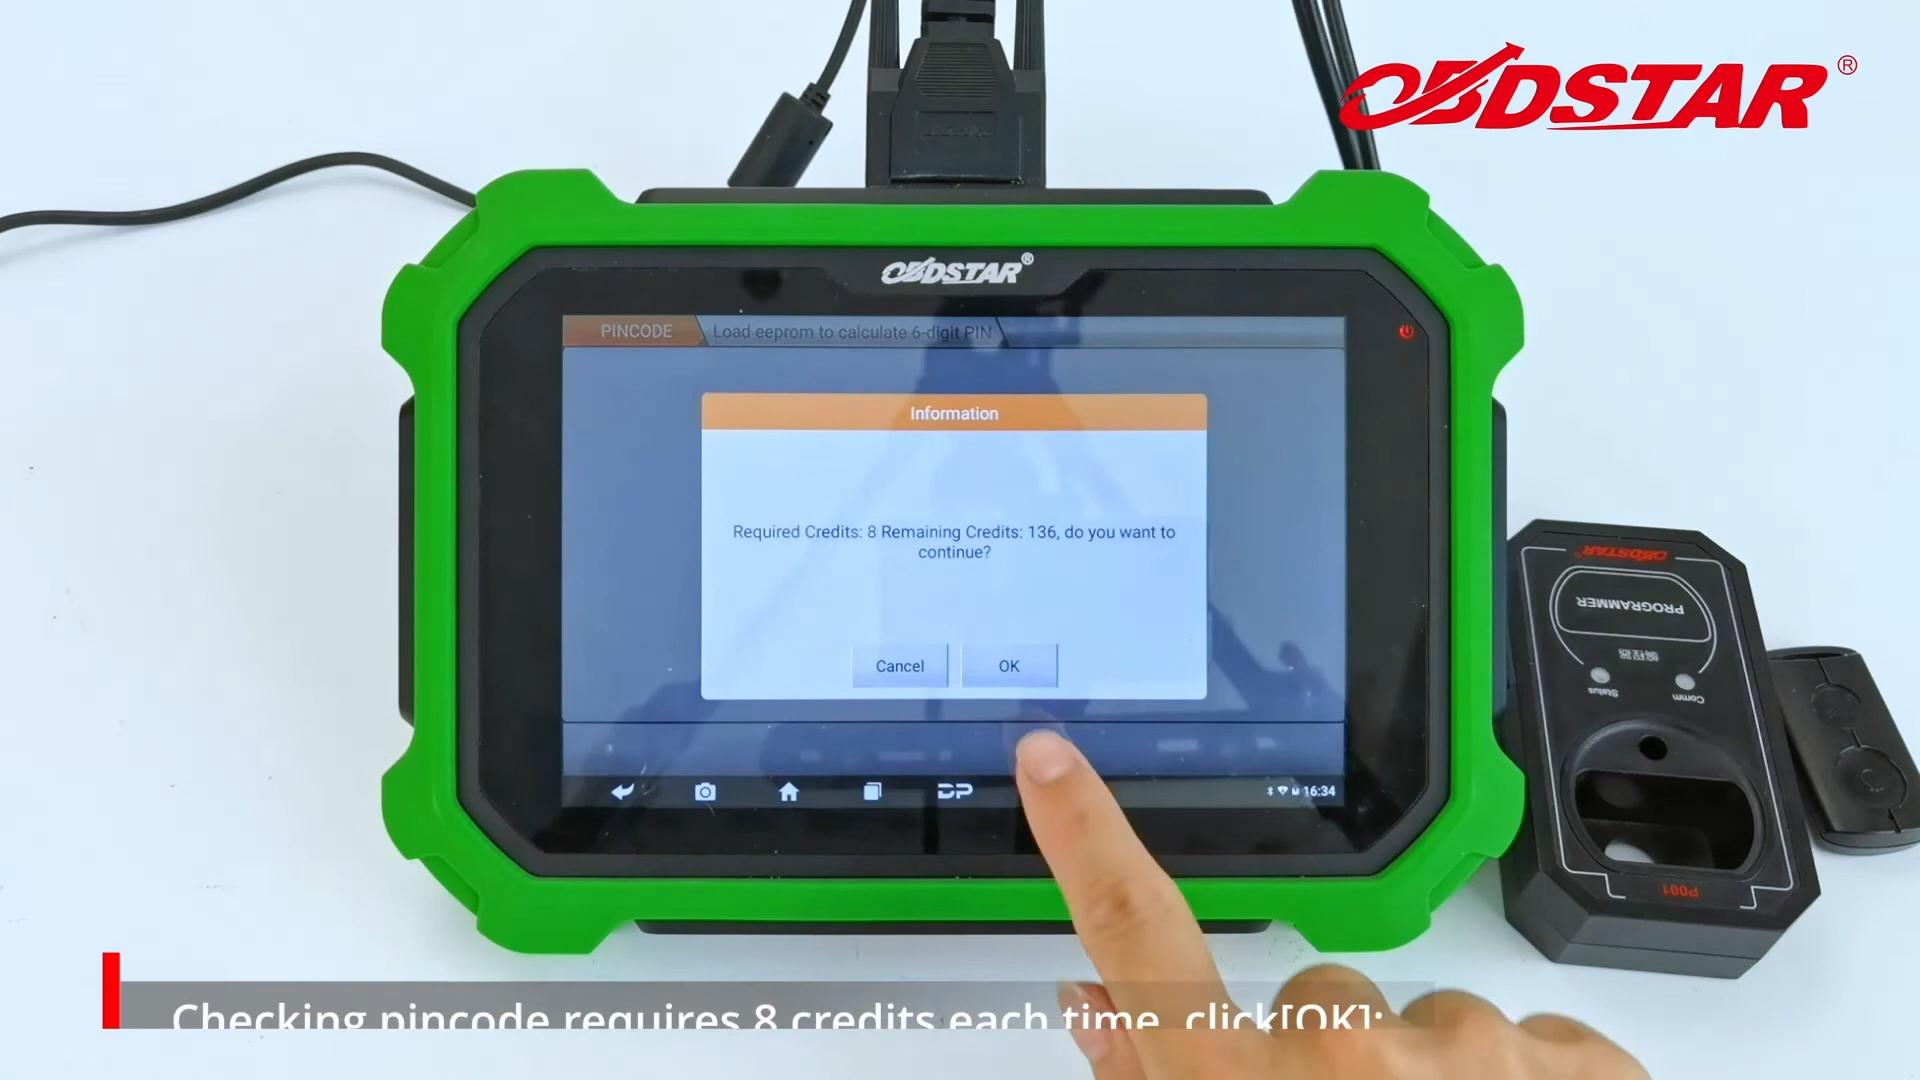 OBDSTAR®
OBDSTAR®
PINCODE
Load eeprom to calculate 6-digit PIN
Information
Required Credits: 8 Remaining Credits: 136, do you want to
continue?
Cancel
OK
DP
16:34
OBDSTAR
PROGRAMMER
Status
Comm
P001
Checking pincode requires 8 credits each time, click[OK];